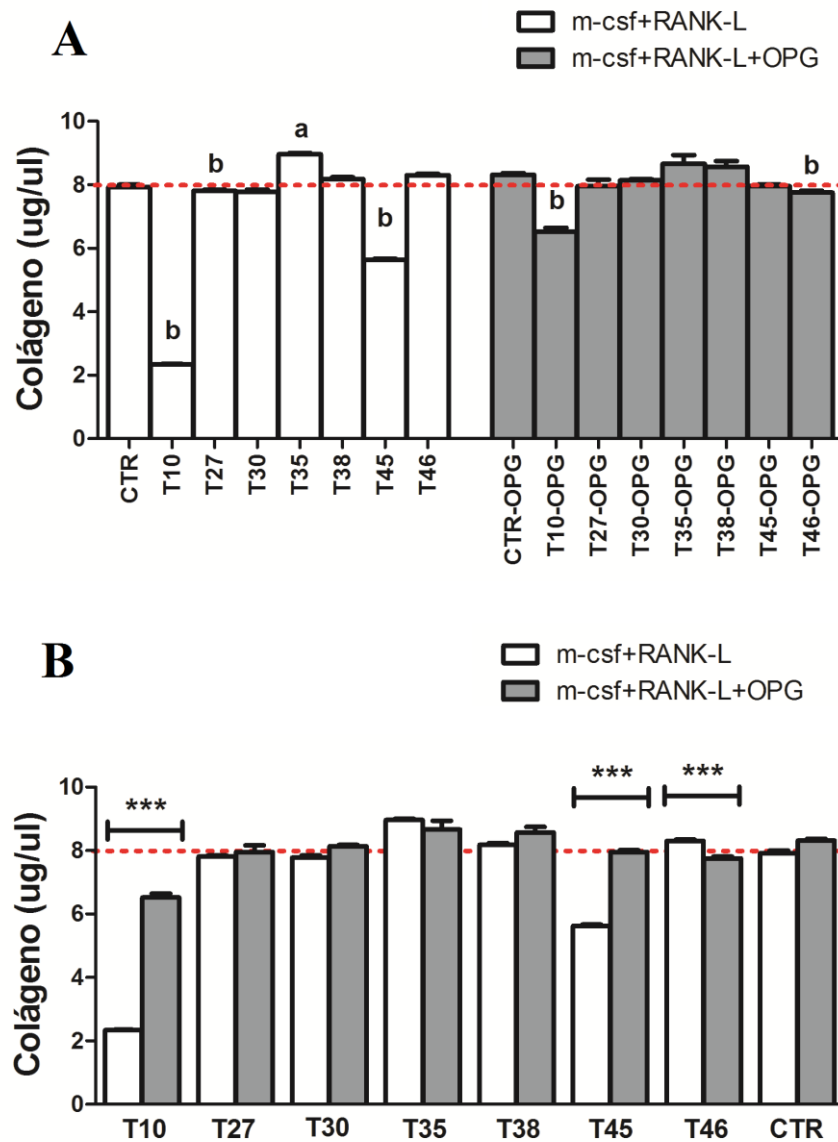 A
m-csf+RANK-L
m-csf+RANK-L+OPG
Colágeno (ug/ul)
10
8
6
4
2
0
b
b
a
b
b
b
CTR
T10
T27
T30
T35
T38
T45
T46
CTR-OPG
T10-OPG
T27-OPG
T30-OPG
T35-OPG
T38-OPG
T45-OPG
T46-OPG
B
m-csf+RANK-L
m-csf+RANK-L+OPG
Colágeno (ug/ul)
10
8
6
4
2
0
***
***
***
T10
T27
T30
T35
T38
T45
T46
CTR